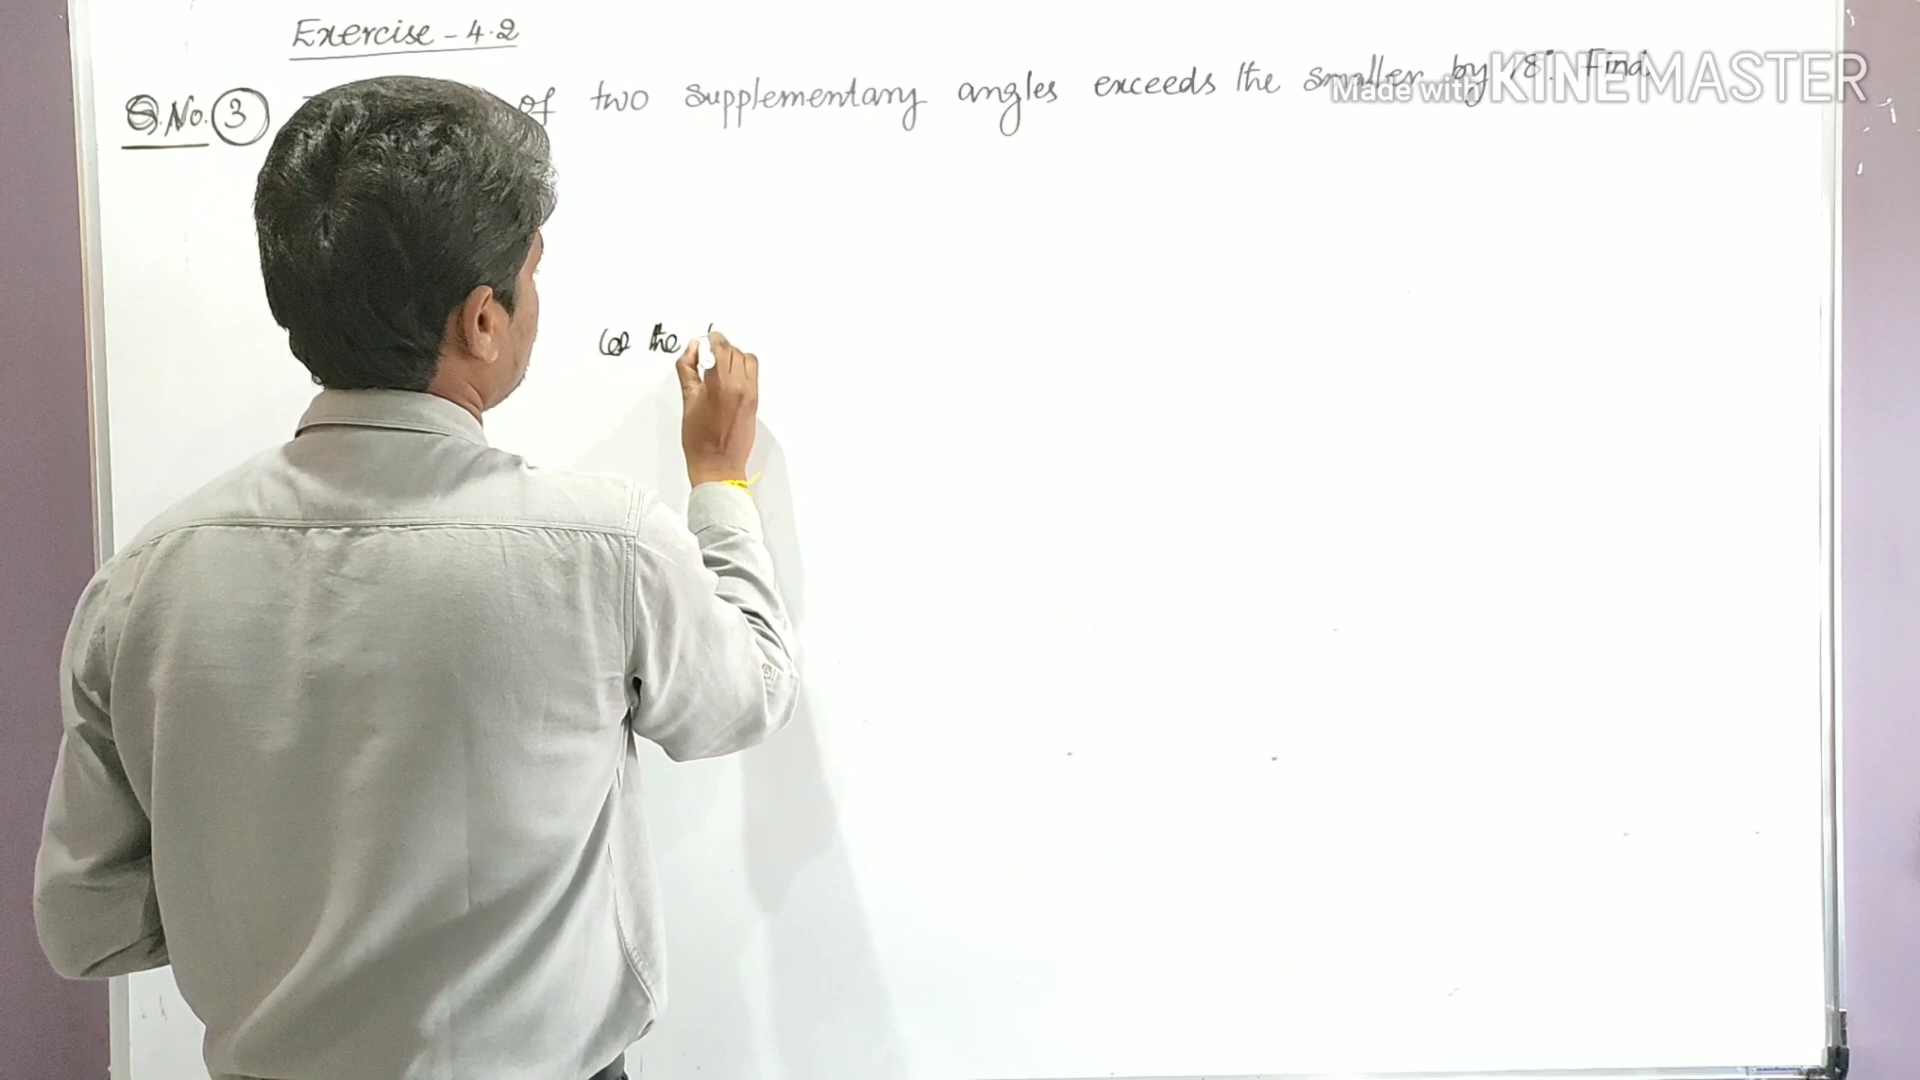 Exercise - 4.2
Q.No. 3 of two supplementary angles exceeds the smaller by 18°. Find
Made with KINEMASTER
the